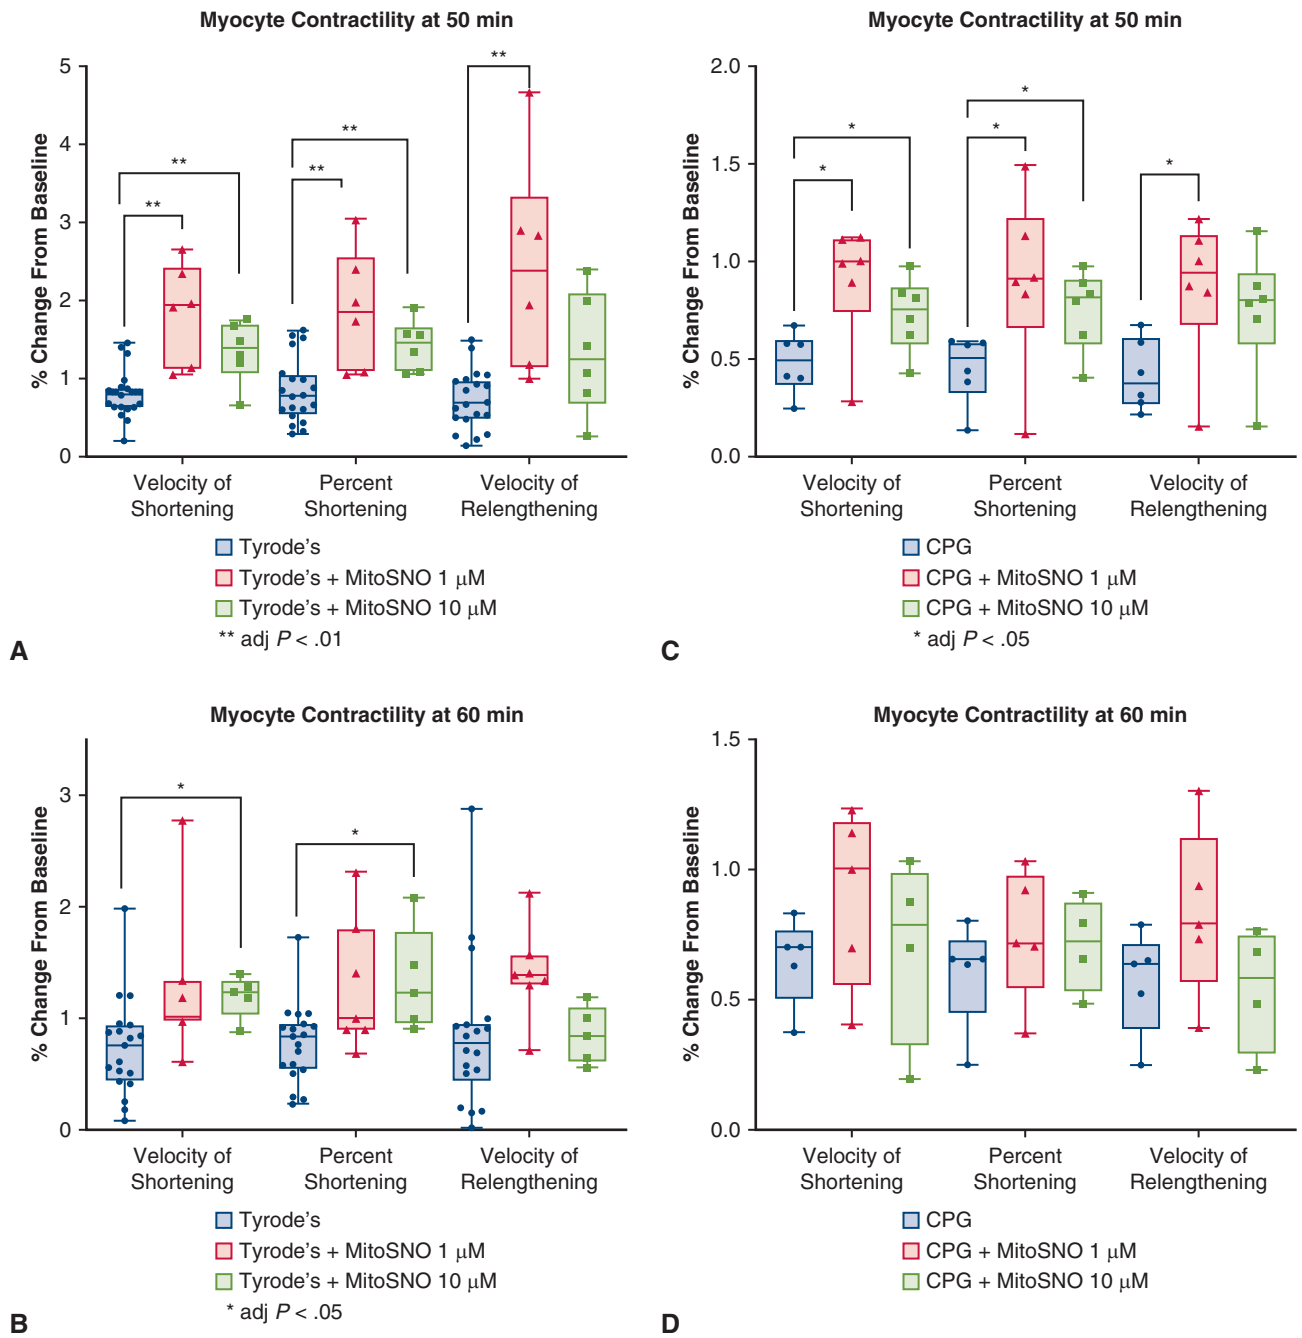 Myocyte Contractility at 50 min
% Change From Baseline
5
4
3
2
1
0
**
**
**
**
**
Velocity of
Shortening
Percent
Shortening
Velocity of
Relengthening
Tyrode's
Tyrode's + MitoSNO 1 μM
Tyrode's + MitoSNO 10 μM
** adj P < .01
A
Myocyte Contractility at 50 min
% Change From Baseline
2.0
1.5
1.0
0.5
0.0
*
*
*
*
*
Velocity of
Shortening
Percent
Shortening
Velocity of
Relengthening
CPG
CPG + MitoSNO 1 μM
CPG + MitoSNO 10 μM
* adj P < .05
C
Myocyte Contractility at 60 min
% Change From Baseline
3
2
1
0
*
*
Velocity of
Shortening
Percent
Shortening
Velocity of
Relengthening
Tyrode's
Tyrode's + MitoSNO 1 μM
Tyrode's + MitoSNO 10 μM
* adj P < .05
B
Myocyte Contractility at 60 min
% Change From Baseline
1.5
1.0
0.5
0.0
Velocity of
Shortening
Percent
Shortening
Velocity of
Relengthening
CPG
CPG + MitoSNO 1 μM
CPG + MitoSNO 10 μM
D